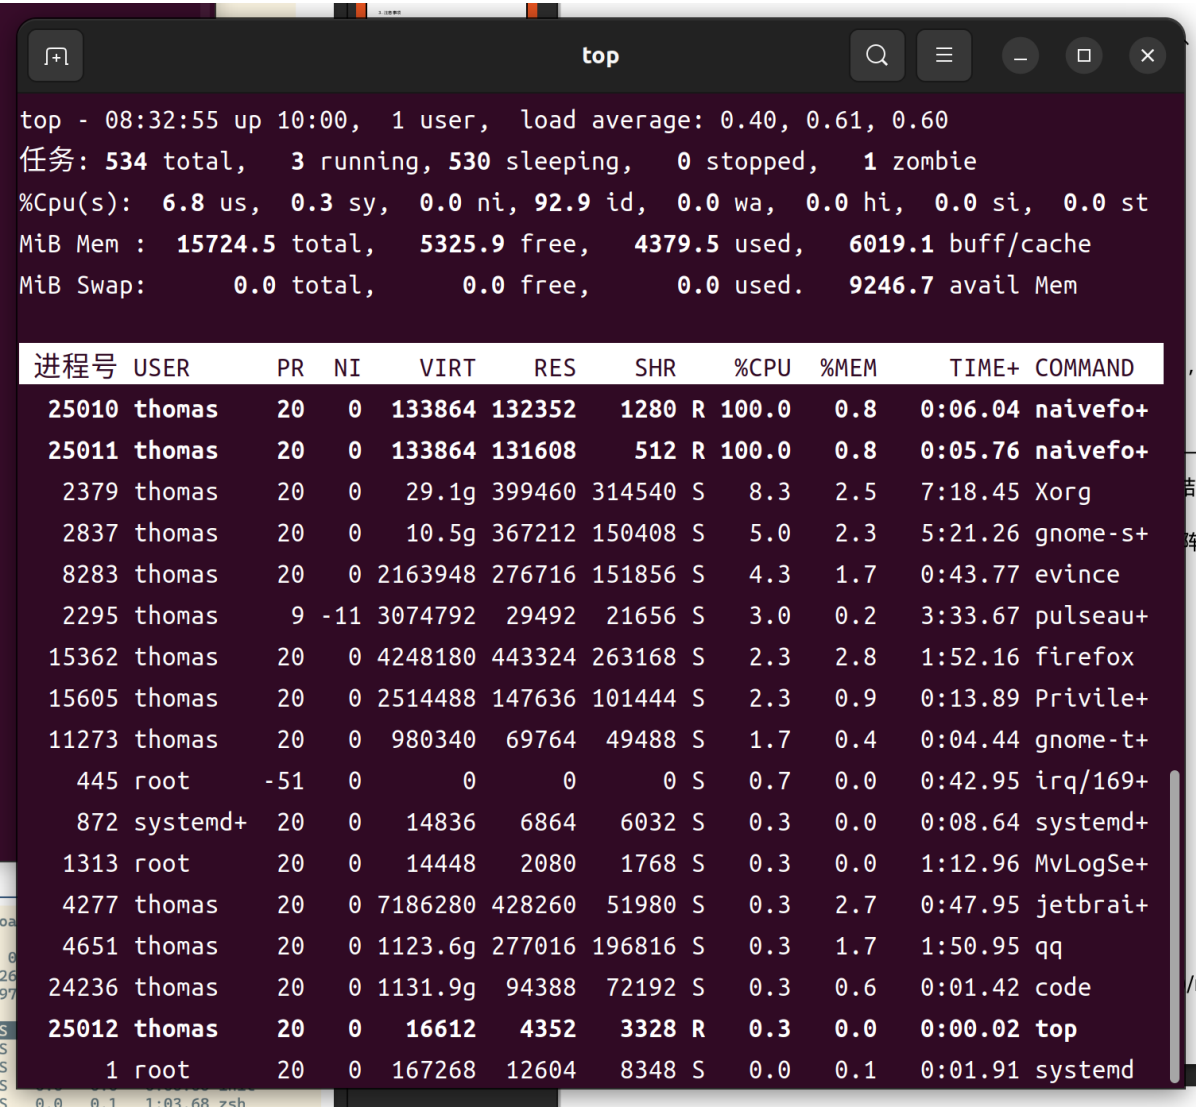 top
top - 08:32:55 up 10:00,  1 user,  load average: 0.40, 0.61, 0.60
任务: 534 total,   3 running, 530 sleeping,   0 stopped,   1 zombie
%Cpu(s):  6.8 us,  0.3 sy,  0.0 ni, 92.9 id,  0.0 wa,  0.0 hi,  0.0 si,  0.0 st
MiB Mem :  15724.5 total,   5325.9 free,   4379.5 used,   6019.1 buff/cache
MiB Swap:      0.0 total,      0.0 free,      0.0 used.   9246.7 avail Mem
进程号 USER      PR  NI    VIRT    RES    SHR    %CPU  %MEM     TIME+ COMMAND
25010 thomas    20   0  133864 132352   1280 R 100.0   0.8   0:06.04 naivefo+
25011 thomas    20   0  133864 131608    512 R 100.0   0.8   0:05.76 naivefo+
2379 thomas    20   0   29.1g 399460 314540 S   8.3   2.5   7:18.45 Xorg
2837 thomas    20   0   10.5g 367212 150408 S   5.0   2.3   5:21.26 gnome-s+
8283 thomas    20   0 2163948 276716 151856 S   4.3   1.7   0:43.77 evince
2295 thomas     9 -11 3074792  29492  21656 S   3.0   0.2   3:33.67 pulseau+
15362 thomas    20   0 4248180 443324 263168 S   2.3   2.8   1:52.16 firefox
15605 thomas    20   0 2514488 147636 101444 S   2.3   0.9   0:13.89 Privile+
11273 thomas    20   0  980340  69764  49488 S   1.7   0.4   0:04.44 gnome-t+
445 root     -51   0       0      0      0 S   0.7   0.0   0:42.95 irq/169+
872 systemd+  20   0   14836   6864   6032 S   0.3   0.0   0:08.64 systemd+
1313 root      20   0   14448   2080   1768 S   0.3   0.0   1:12.96 MvLogSe+
4277 thomas    20   0 7186280 428260  51980 S   0.3   2.7   0:47.95 jetbrai+
4651 thomas    20   0 1123.6g 277016 196816 S   0.3   1.7   1:50.95 qq
24236 thomas    20   0 1131.9g  94388  72192 S   0.3   0.6   0:01.42 code
25012 thomas    20   0   16612   4352   3328 R   0.3   0.0   0:00.02 top
1 root      20   0  167268  12604   8348 S   0.0   0.1   0:01.91 systemd
S 0.0 0.1 1:03.68 zsh